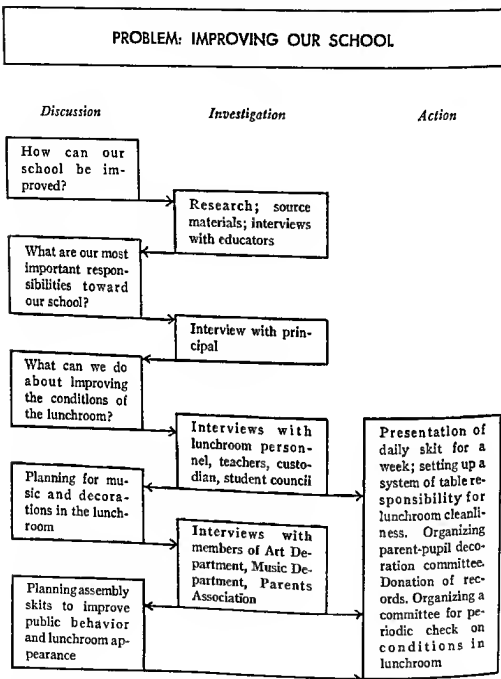 PROBLEM: IMPROVING OUR SCHOOL
Discussion
Investigation
Action
How can our
school be im-
proved?
Research; source
materials; interviews
with educators
What are our most
important respon-
sibilities toward
our school?
Interview with prin-
cipal
What can we do
about improving
the conditions of
the lunchroom?
Interviews with
lunchroom person-
nel, teachers, custo-
dian, student council
Planning for mu-
sic and decora-
tions in the lunch-
room
Interviews with
members of Art De-
partment, Music De-
partment, Parents
Association
Planning assembly
skits to improve
public behavior
and lunchroom ap-
pearance
Presentation of
daily skit for a
week; setting up a
system of table re-
sponsibility for
lunchroom cleanli-
ness. Organizing
parent-pupil deco-
ration committee.
Donation of rec-
ords. Organizing a
committee for pe-
riodic check on
conditions in
lunchroom